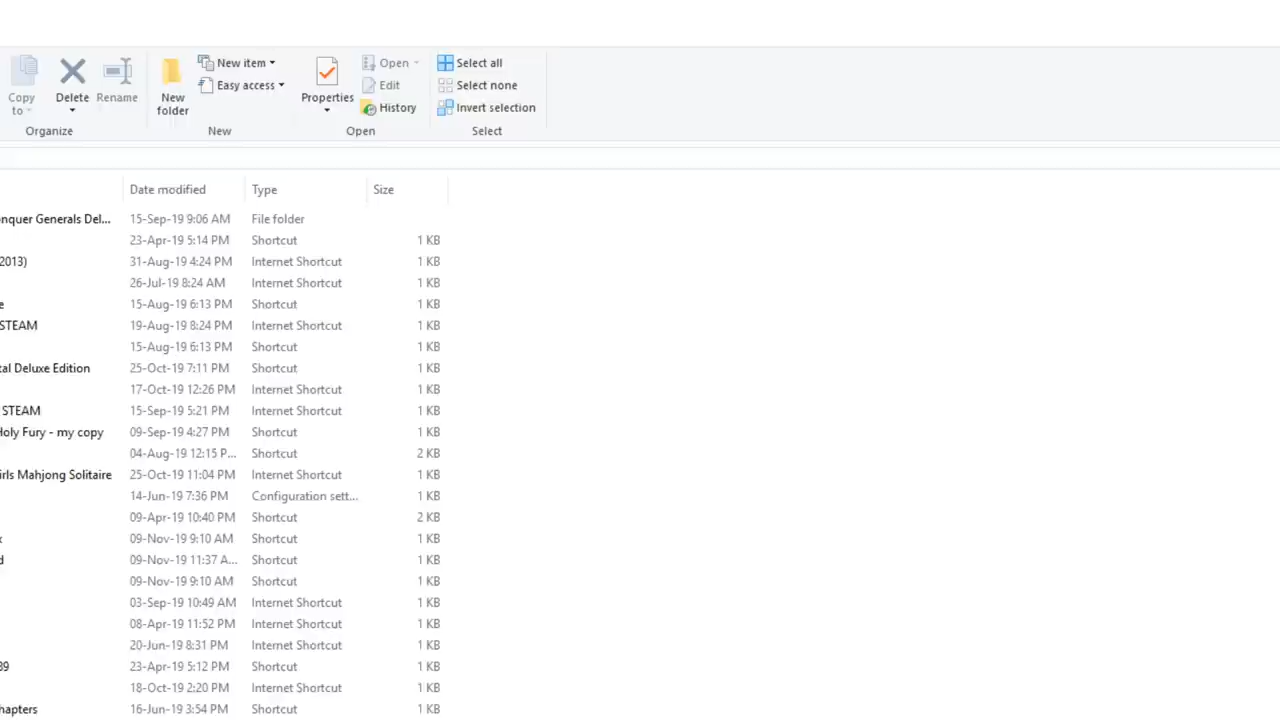 Copy to
Delete
Rename
New folder
New item
Easy access
Properties
Open
Edit
History
Select all
Select none
Invert selection
Organize
New
Open
Select
Date modified Type Size
nquer Generals Del... 15-Sep-19 9:06 AM File folder
23-Apr-19 5:14 PM Shortcut 1 KB
2013) 31-Aug-19 4:24 PM Internet Shortcut 1 KB
26-Jul-19 8:24 AM Internet Shortcut 1 KB
e 15-Aug-19 6:13 PM Shortcut 1 KB
STEAM 19-Aug-19 8:24 PM Internet Shortcut 1 KB
15-Aug-19 6:13 PM Shortcut 1 KB
tal Deluxe Edition 25-Oct-19 7:11 PM Shortcut 1 KB
17-Oct-19 12:26 PM Internet Shortcut 1 KB
STEAM 15-Sep-19 5:21 PM Internet Shortcut 1 KB
Holy Fury - my copy 09-Sep-19 4:27 PM Shortcut 1 KB
04-Aug-19 12:15 P... Shortcut 2 KB
irls Mahjong Solitaire 25-Oct-19 11:04 PM Internet Shortcut 1 KB
14-Jun-19 7:36 PM Configuration sett... 1 KB
09-Apr-19 10:40 PM Shortcut 2 KB
x 09-Nov-19 9:10 AM Shortcut 1 KB
d 09-Nov-19 11:37 A... Shortcut 1 KB
09-Nov-19 9:10 AM Shortcut 1 KB
03-Sep-19 10:49 AM Internet Shortcut 1 KB
08-Apr-19 11:52 PM Internet Shortcut 1 KB
20-Jun-19 8:31 PM Internet Shortcut 1 KB
89 23-Apr-19 5:12 PM Shortcut 1 KB
18-Oct-19 2:20 PM Internet Shortcut 1 KB
hapters 16-Jun-19 3:54 PM Shortcut 1 KB